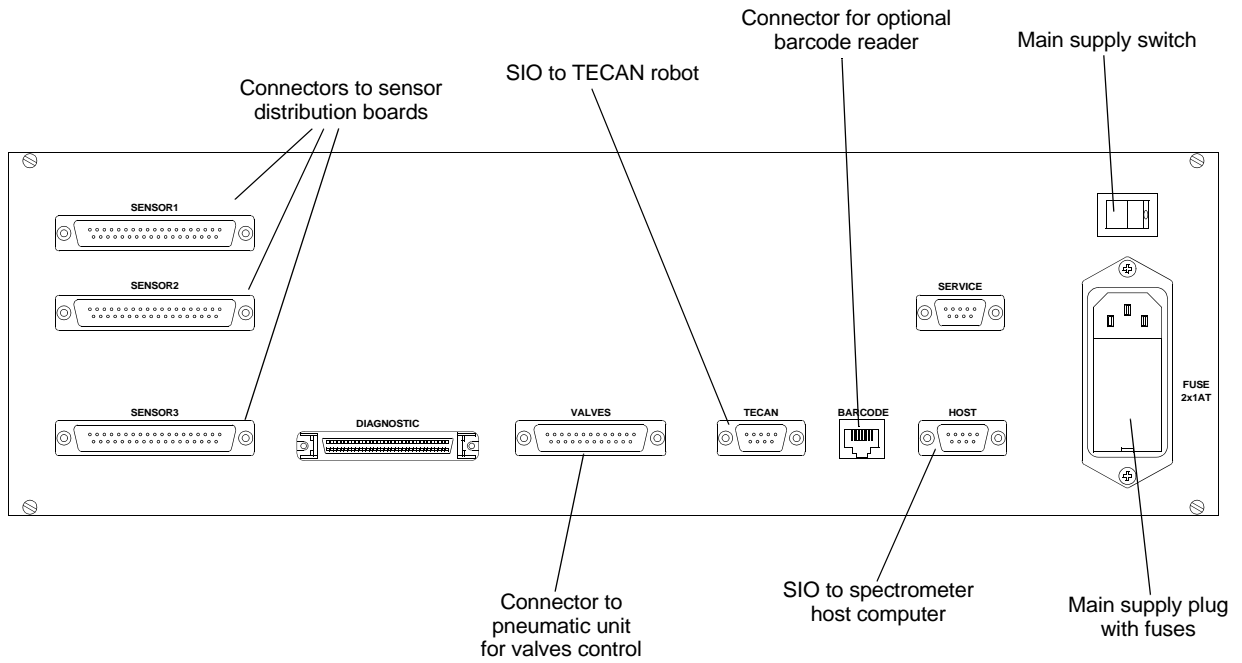 Connector for optional
barcode reader
Main supply switch
SIO to TECAN robot
Connectors to sensor
distribution boards
SENSOR1
SENSOR2
SERVICE
FUSE
2x1AT
SENSOR3
DIAGNOSTIC
VALVES
TECAN
BARCODE
HOST
Connector to
pneumatic unit
for valves control
SIO to spectrometer
host computer
Main supply plug
with fuses